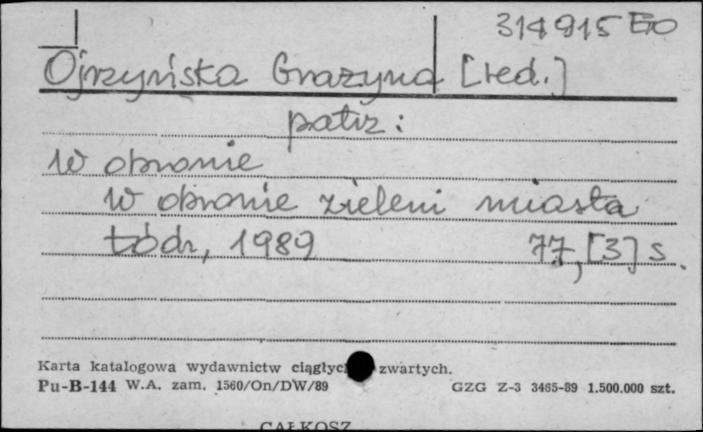 314915 Eo
Ojrzyńska Grażyna [red.]
patrz:
W obronie
W obronie zieleni miasta
Łódź, 1989 77, [3] s.
Karta katalogowa wydawnictw ciągłyc zwartych.
Pu-B-144 W.A. zam. 1560/On/DW/89 GZG Z-3 3465-89 1.500.000 szt.
CAŁKOSZ